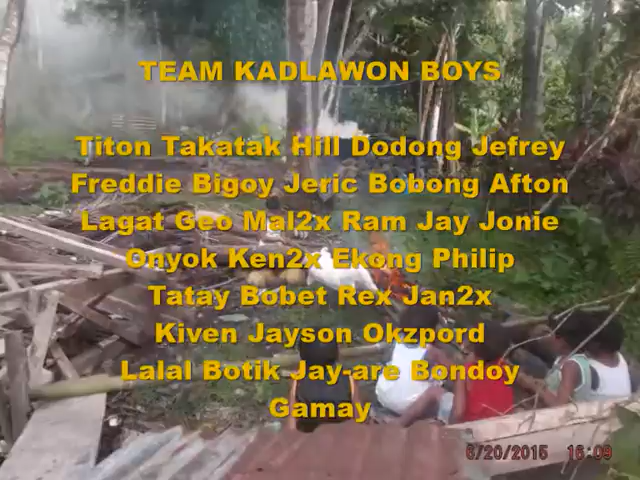 TEAM KADLAWON BOYS
Titon Takatak Hill Dodong Jefrey
Freddie Bigoy Jeric Bobong Afton
Lagat Geo Mal2x Ram Jay Jonie
Onyok Ken2x Ekong Philip
Tatay Bobet Rex Jan2x
Kiven Jayson Okzpord
Lalal Botik Jay-are Bondoy
Gamay
6/20/2015 16:09